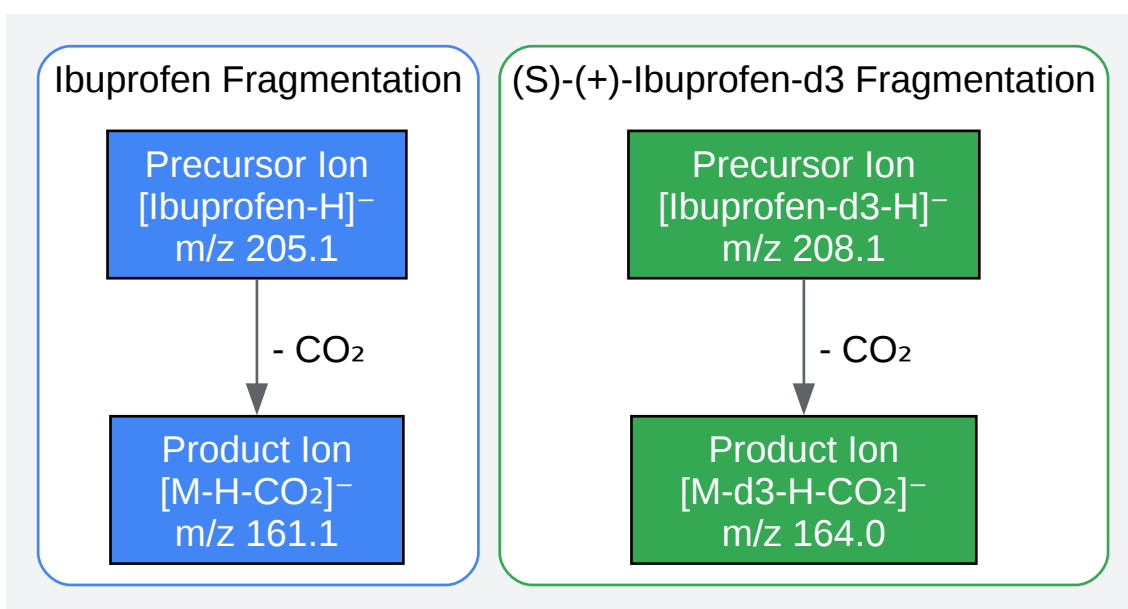 Ibuprofen Fragmentation
Precursor Ion
[Ibuprofen-H]⁻
m/z 205.1
- CO₂
Product Ion
[M-H-CO₂]⁻
m/z 161.1
(S)-(+)-Ibuprofen-d3 Fragmentation
Precursor Ion
[Ibuprofen-d3-H]⁻
m/z 208.1
- CO₂
Product Ion
[M-d3-H-CO₂]⁻
m/z 164.0